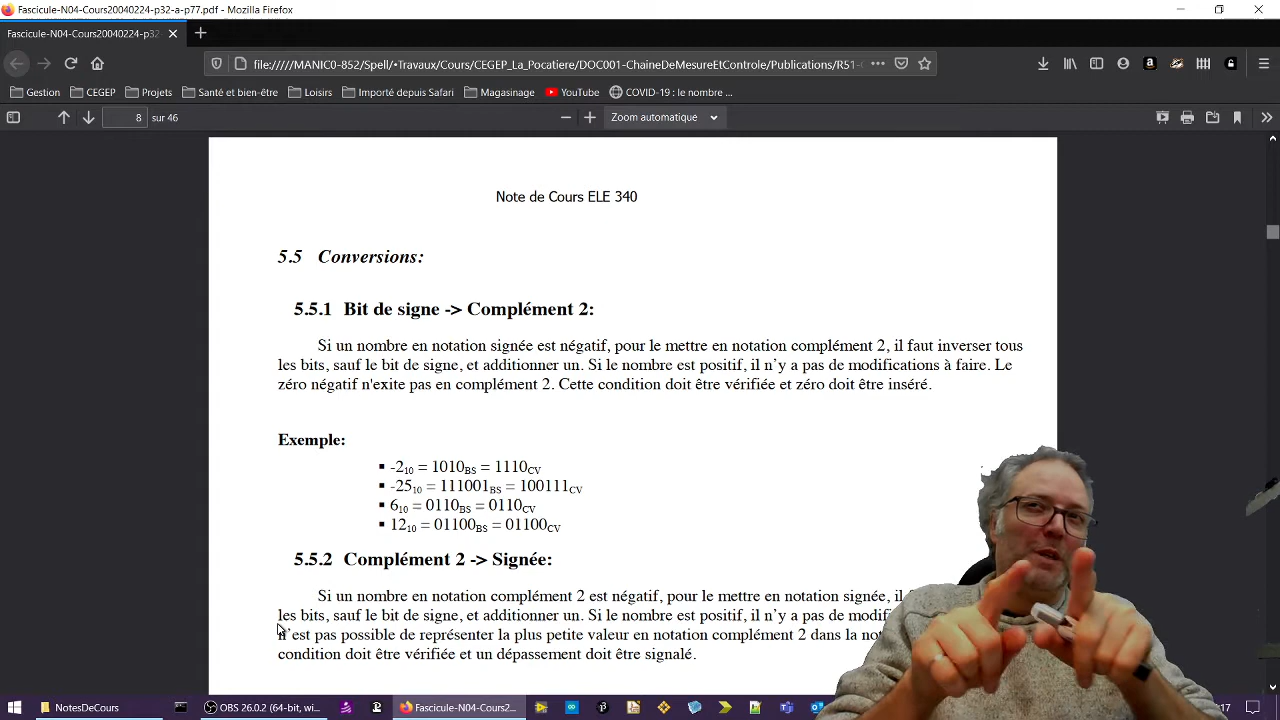 Fascicule-N04-Cours20040224-p32-a-p77.pdf - Mozilla Firefox
Fascicule-N04-Cours20040224-p32-
file://///MANIC0-852/Spell/•Travaux/Cours/CEGEP_La_Pocatiere/DOC001-ChaineDeMesureEtControle/Publications/R51-
Gestion CEGEP Projets Santé et bien-être Loisirs Importé depuis Safari Magasinage YouTube COVID-19 : le nombre ...
8 sur 46 Zoom automatique
Note de Cours ELE 340
5.5 Conversions:
5.5.1 Bit de signe -> Complément 2:
Si un nombre en notation signée est négatif, pour le mettre en notation complément 2, il faut inverser tous
les bits, sauf le bit de signe, et additionner un. Si le nombre est positif, il n’y a pas de modifications à faire. Le
zéro négatif n'exite pas en complément 2. Cette condition doit être vérifiée et zéro doit être inséré.
Exemple:
▪ -2₁₀ = 1010BS = 1110CV
▪ -25₁₀ = 111001BS = 100111CV
▪ 6₁₀ = 0110BS = 0110CV
▪ 12₁₀ = 01100BS = 01100CV
5.5.2 Complément 2 -> Signée:
Si un nombre en notation complément 2 est négatif, pour le mettre en notation signée, il
les bits, sauf le bit de signe, et additionner un. Si le nombre est positif, il n’y a pas de
n’est pas possible de représenter la plus petite valeur en notation complément 2 dans la
condition doit être vérifiée et un dépassement doit être signalé.
NotesDeCours OBS 26.0.2 (64-bit, wi... Fascicule-N04-Cours2... 17